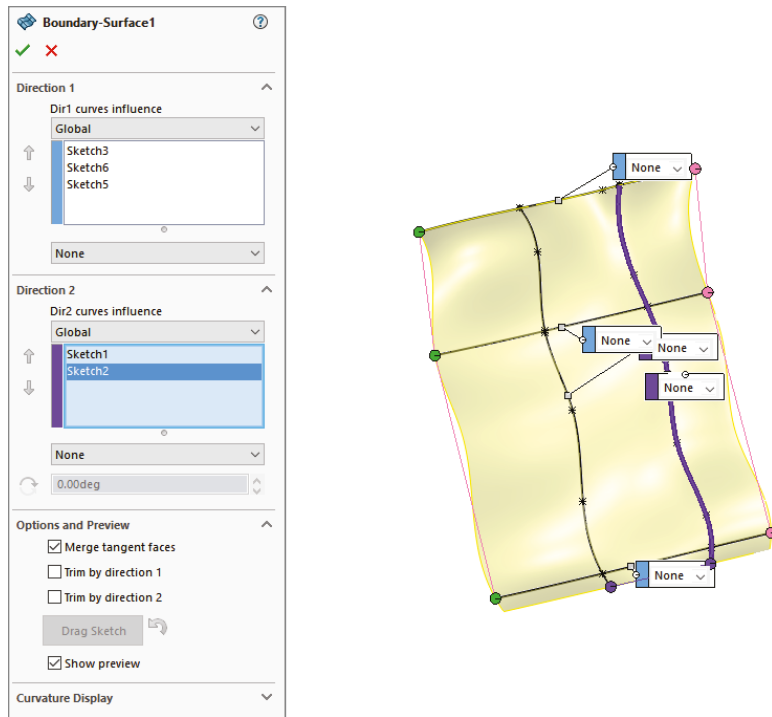 Boundary-Surface1
Direction 1
Dir1 curves influence
Global
Sketch3
Sketch6
Sketch5
None
Direction 2
Dir2 curves influence
Global
Sketch1
Sketch2
None
0.00deg
Options and Preview
Merge tangent faces
Trim by direction 1
Trim by direction 2
Drag Sketch
Show preview
Curvature Display
None
None
None
None
None